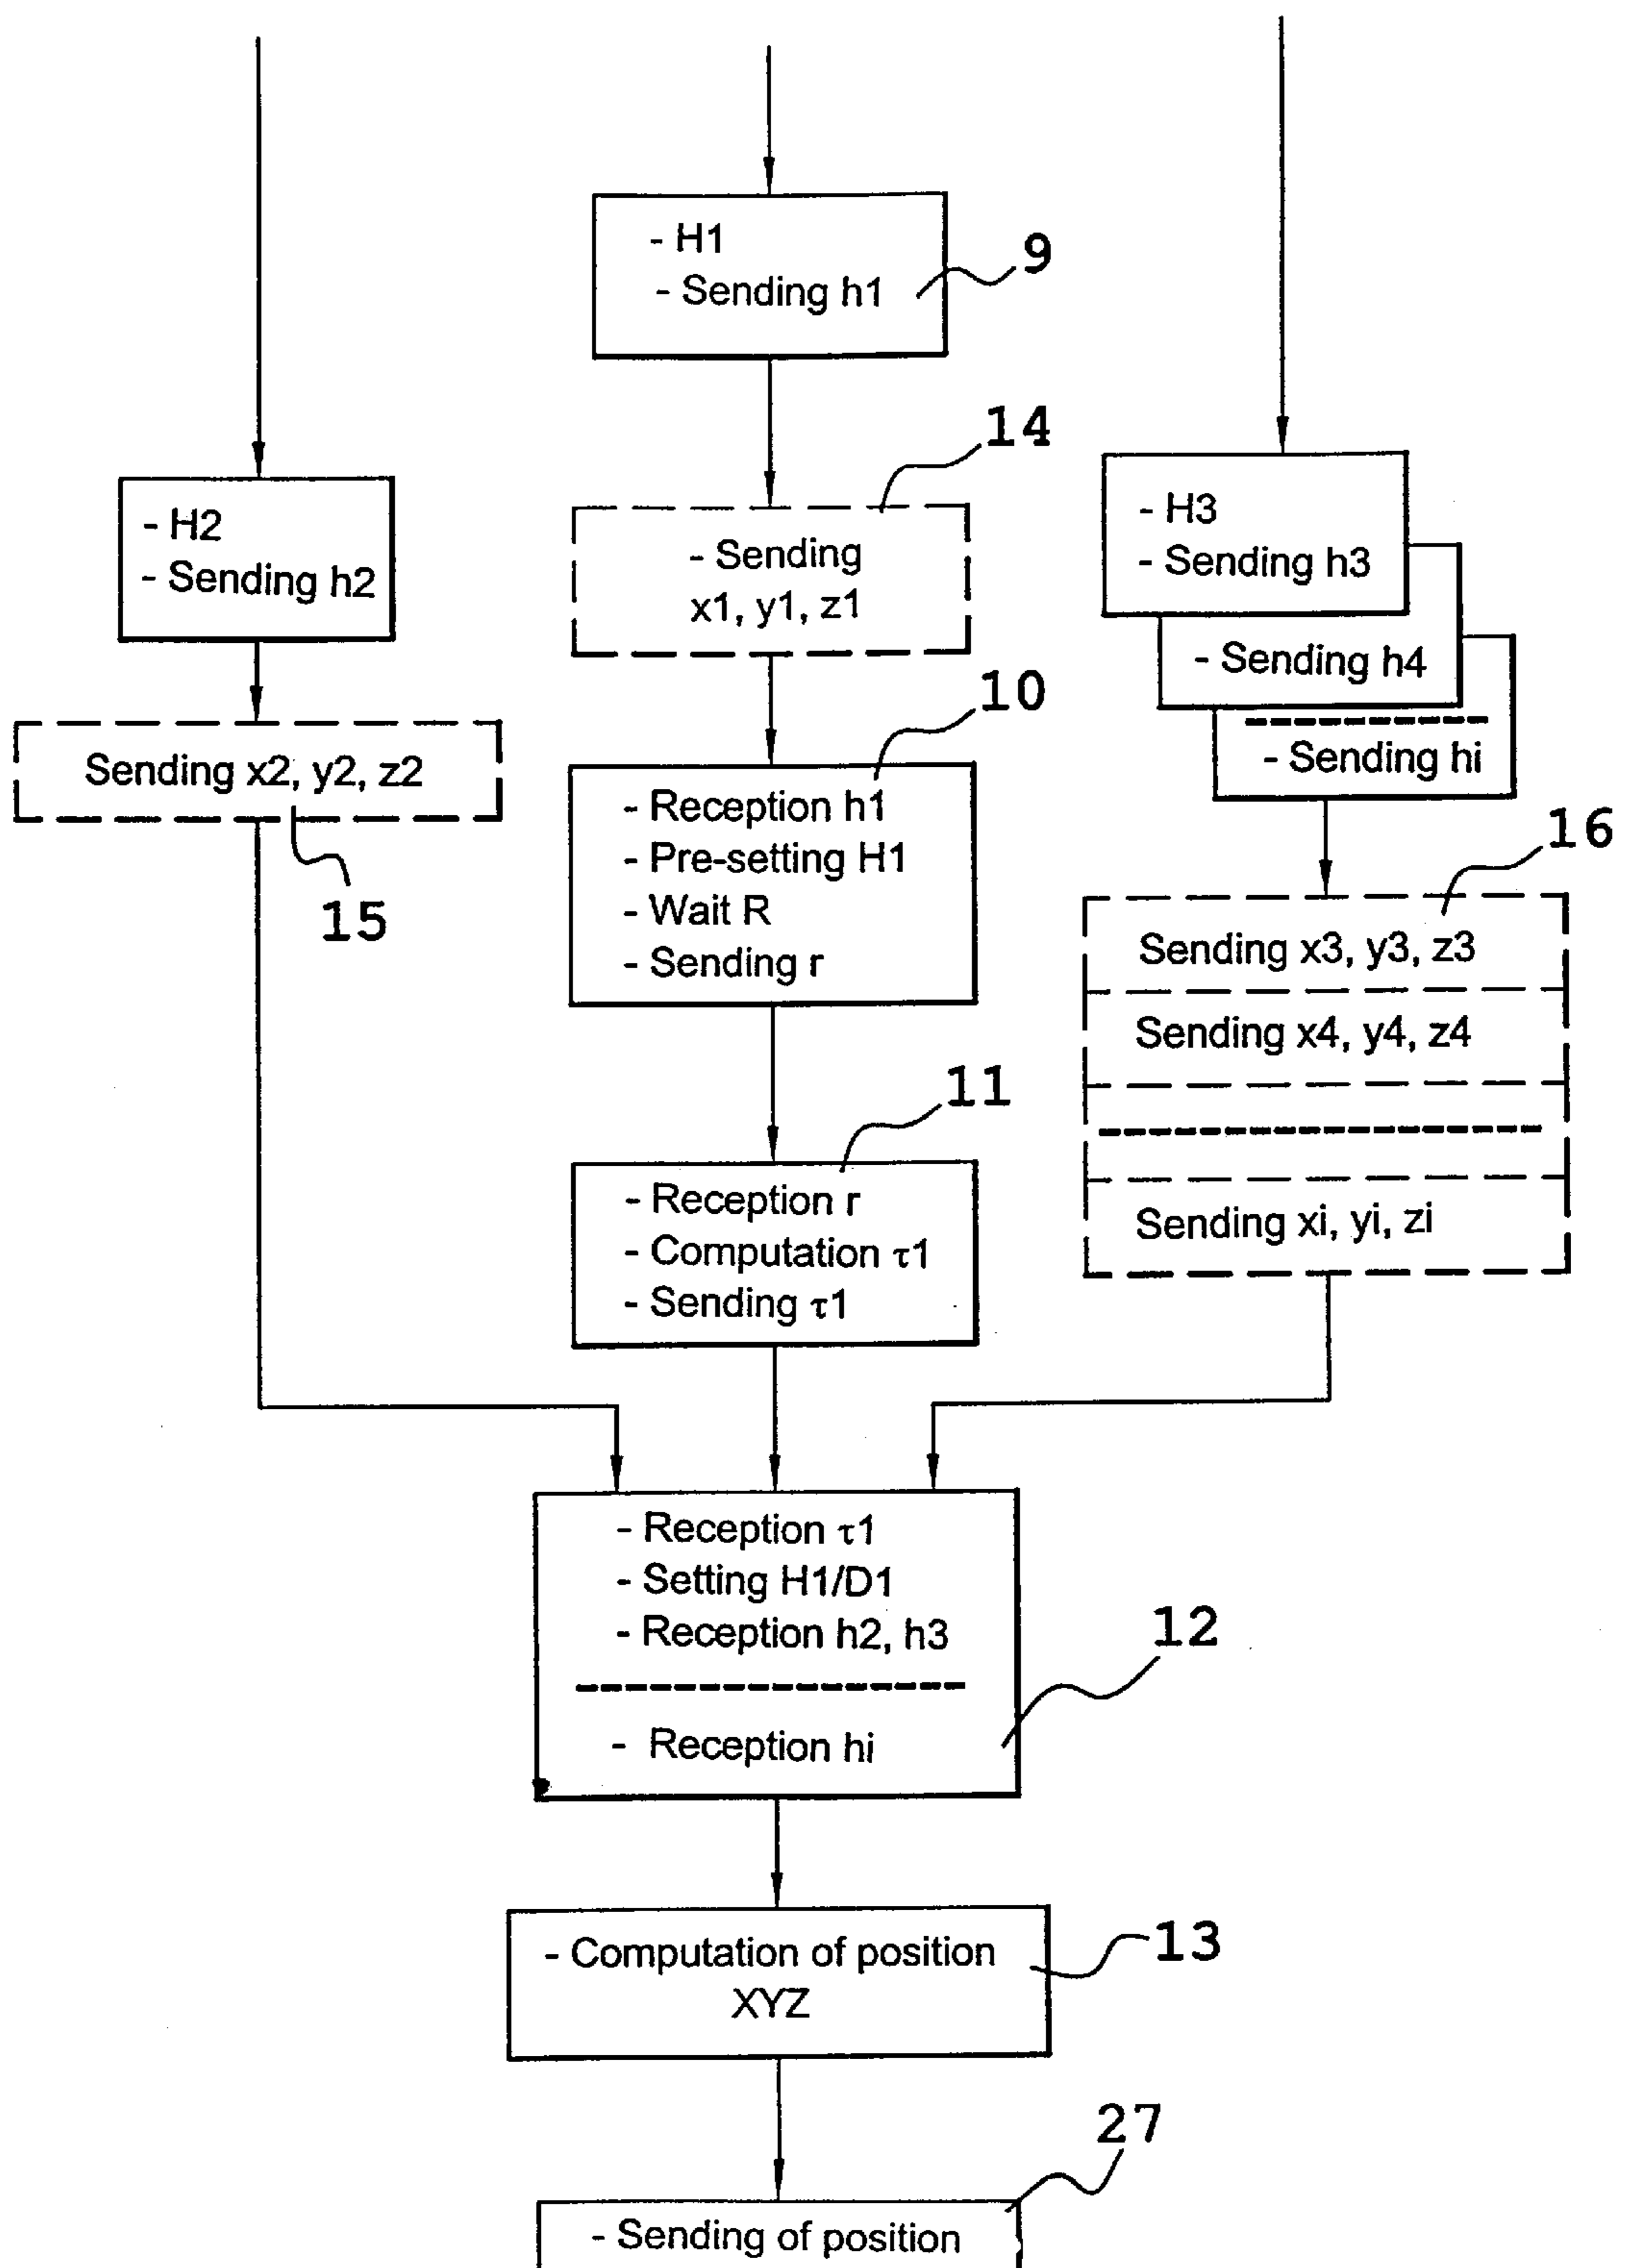 - H1
- Sending h1
9
14
- Sending
x1, y1, z1
- H2
- Sending h2
- H3
- Sending h3
- Sending h4
- Sending hi
Sending x2, y2, z2
15
10
- Reception h1
- Pre-setting H1
- Wait R
- Sending r
16
Sending x3, y3, z3
Sending x4, y4, z4
Sending xi, yi, zi
11
- Reception r
- Computation τ1
- Sending τ1
- Reception τ1
- Setting H1/D1
- Reception h2, h3
- Reception hi
12
- Computation of position
XYZ
13
27
- Sending of position